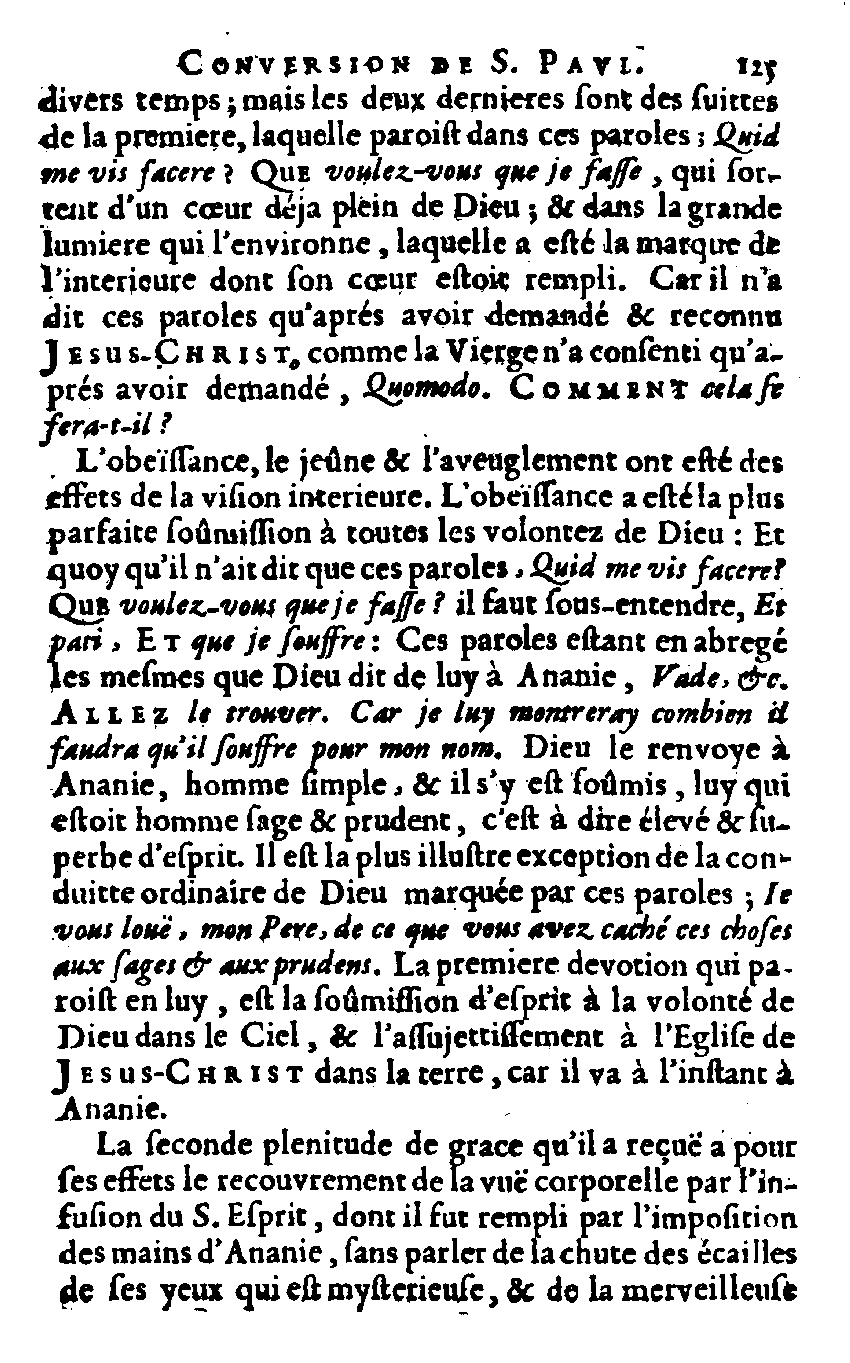 CONVERSION DE S. PAVL. 125
divers temps ; mais les deux dernieres ſont des ſuittes
de la premiere, laquelle paroiſt dans ces paroles ; Quid
me vis facere ? QUE voulez-vous que je faſſe, qui ſor-
tent d'un cœur déja plein de Dieu ; & dans la grande
lumiere qui l'environne, laquelle a eſté la marque de
l'interieure dont ſon cœur eſtoit rempli. Car il n'a
dit ces paroles qu'aprés avoir demandé & reconnu
JESUS-CHRIST, comme la Vierge n'a conſenti qu'a-
prés avoir demandé, Quomodo. COMMENT cela ſe
fera-t-il ?
L'obeïſſance, le jeûne & l'aveuglement ont eſté des
effets de la viſion interieure. L'obeïſſance a eſté la plus
parfaite ſoûmiſſion à toutes les volontez de Dieu : Et
quoy qu'il n'ait dit que ces paroles, Quid me vis facere ?
QUE voulez-vous que je faſſe ? il faut ſous-entendre, Et
pati, ET que je ſouffre : Ces paroles eſtant en abregé
les meſmes que Dieu dit de luy à Ananie, Vade, &c.
ALLEZ le trouver. Car je luy montreray combien il
faudra qu'il ſouffre pour mon nom. Dieu le renvoye à
Ananie, homme ſimple, & il s'y eſt ſoûmis, luy qui
eſtoit homme ſage & prudent, c'eſt à dire élevé & ſu-
perbe d'eſprit. Il eſt la plus illuſtre exception de la con-
duitte ordinaire de Dieu marquée par ces paroles ; Ie
vous louë, mon Pere, de ce que vous avez caché ces choſes
aux ſages & aux prudens. La premiere devotion qui pa-
roiſt en luy, eſt la ſoûmiſſion d'eſprit à la volonté de
Dieu dans le Ciel, & l'aſſujettiſſement à l'Egliſe de
JESUS-CHRIST dans la terre, car il va à l'inſtant à
Ananie.
La ſeconde plenitude de grace qu'il a reçuë a pour
ſes effets le recouvrement de la vuë corporelle par l'in-
fuſion du S. Eſprit, dont il fut rempli par l'impoſition
des mains d'Ananie, ſans parler de la chute des écailles
de ſes yeux qui eſt myſterieuſe, & de la merveilleuſe